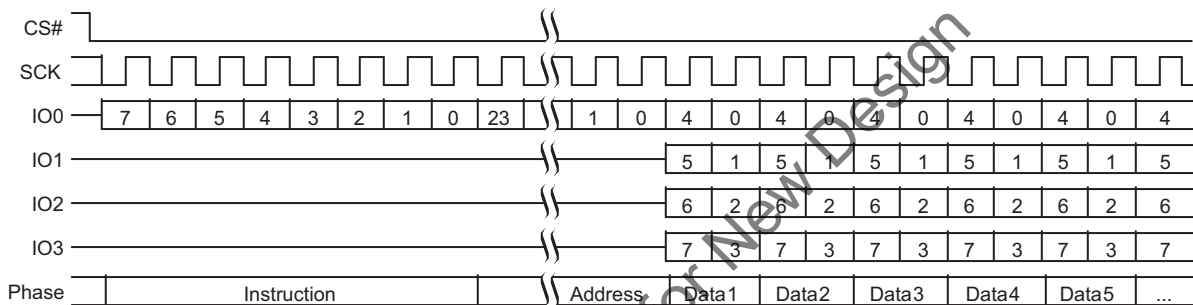 CS#
SCK
IO0 7 6 5 4 3 2 1 0 23 1 0 4 0 4 0 4 0 4 0 4 0 4
IO1 5 1 5 1 5 1 5 1 5 1 5
IO2 6 2 6 2 6 2 6 2 6 2 6
IO3 7 3 7 3 7 3 7 3 7 3 7
Phase Instruction Address Data1 Data2 Data3 Data4 Data5 ...
for New Design